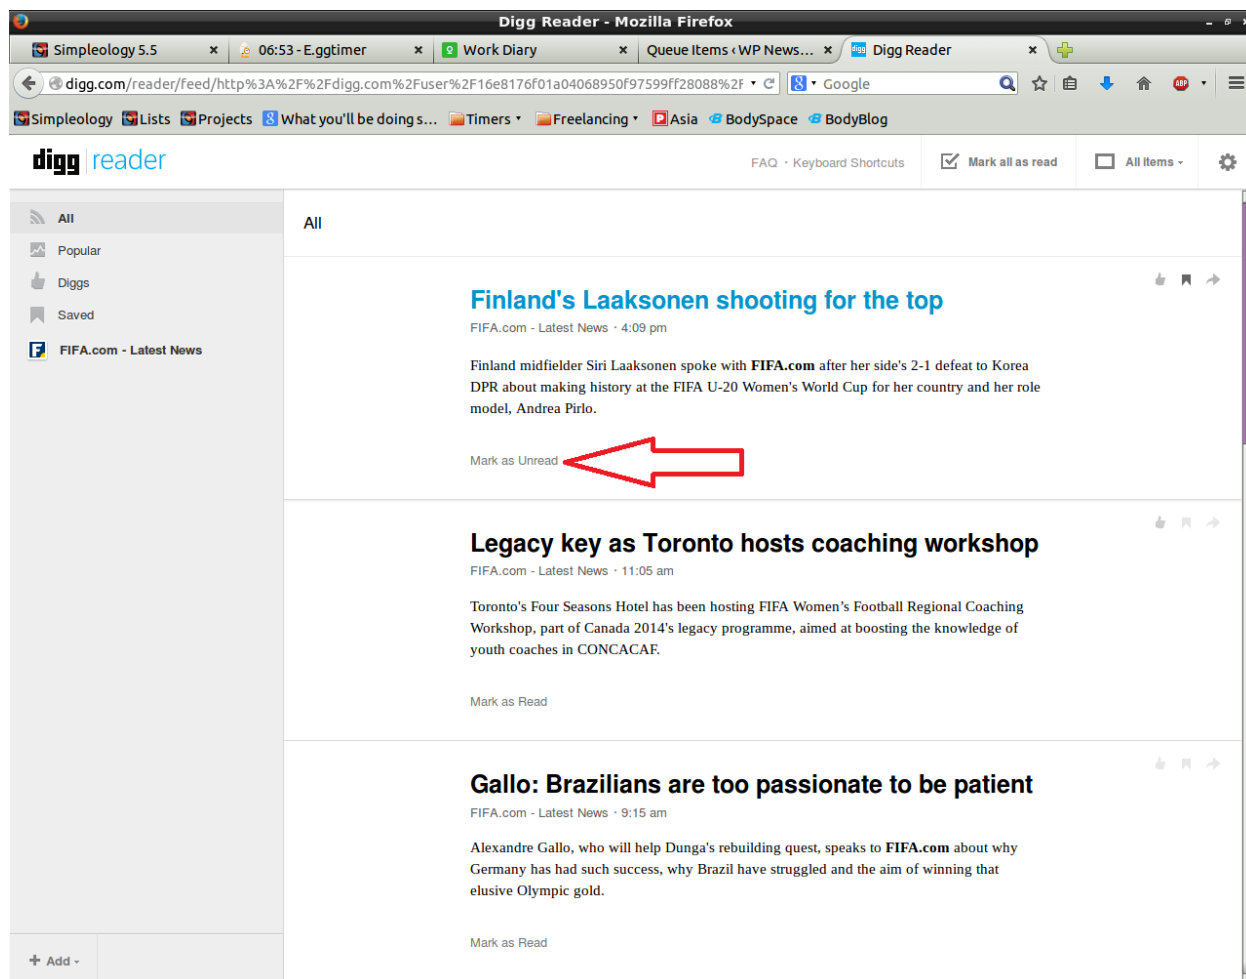 Digg Reader - Mozilla Firefox
Simpleology 5.5
06:53 - E.ggtimer
Work Diary
Queue Items ‹ WP News...
Digg Reader
digg.com/reader/feed/http%3A%2F%2Fdigg.com%2Fuser%2F16e8176f01a04068950f97599ff28088%2F
Google
ABP
Simpleology
Lists
Projects
What you'll be doing s...
Timers
Freelancing
Asia
BodySpace
BodyBlog
digg reader
FAQ · Keyboard Shortcuts
Mark all as read
All items
All
Popular
Diggs
Saved
FIFA.com - Latest News
All
Finland's Laaksonen shooting for the top
FIFA.com - Latest News · 4:09 pm
Finland midfielder Siri Laaksonen spoke with FIFA.com after her side's 2-1 defeat to Korea
DPR about making history at the FIFA U-20 Women's World Cup for her country and her role
model, Andrea Pirlo.
Mark as Unread
Legacy key as Toronto hosts coaching workshop
FIFA.com - Latest News · 11:05 am
Toronto's Four Seasons Hotel has been hosting FIFA Women’s Football Regional Coaching
Workshop, part of Canada 2014's legacy programme, aimed at boosting the knowledge of
youth coaches in CONCACAF.
Mark as Read
Gallo: Brazilians are too passionate to be patient
FIFA.com - Latest News · 9:15 am
Alexandre Gallo, who will help Dunga's rebuilding quest, speaks to FIFA.com about why
Germany has had such success, why Brazil have struggled and the aim of winning that
elusive Olympic gold.
Mark as Read
+ Add